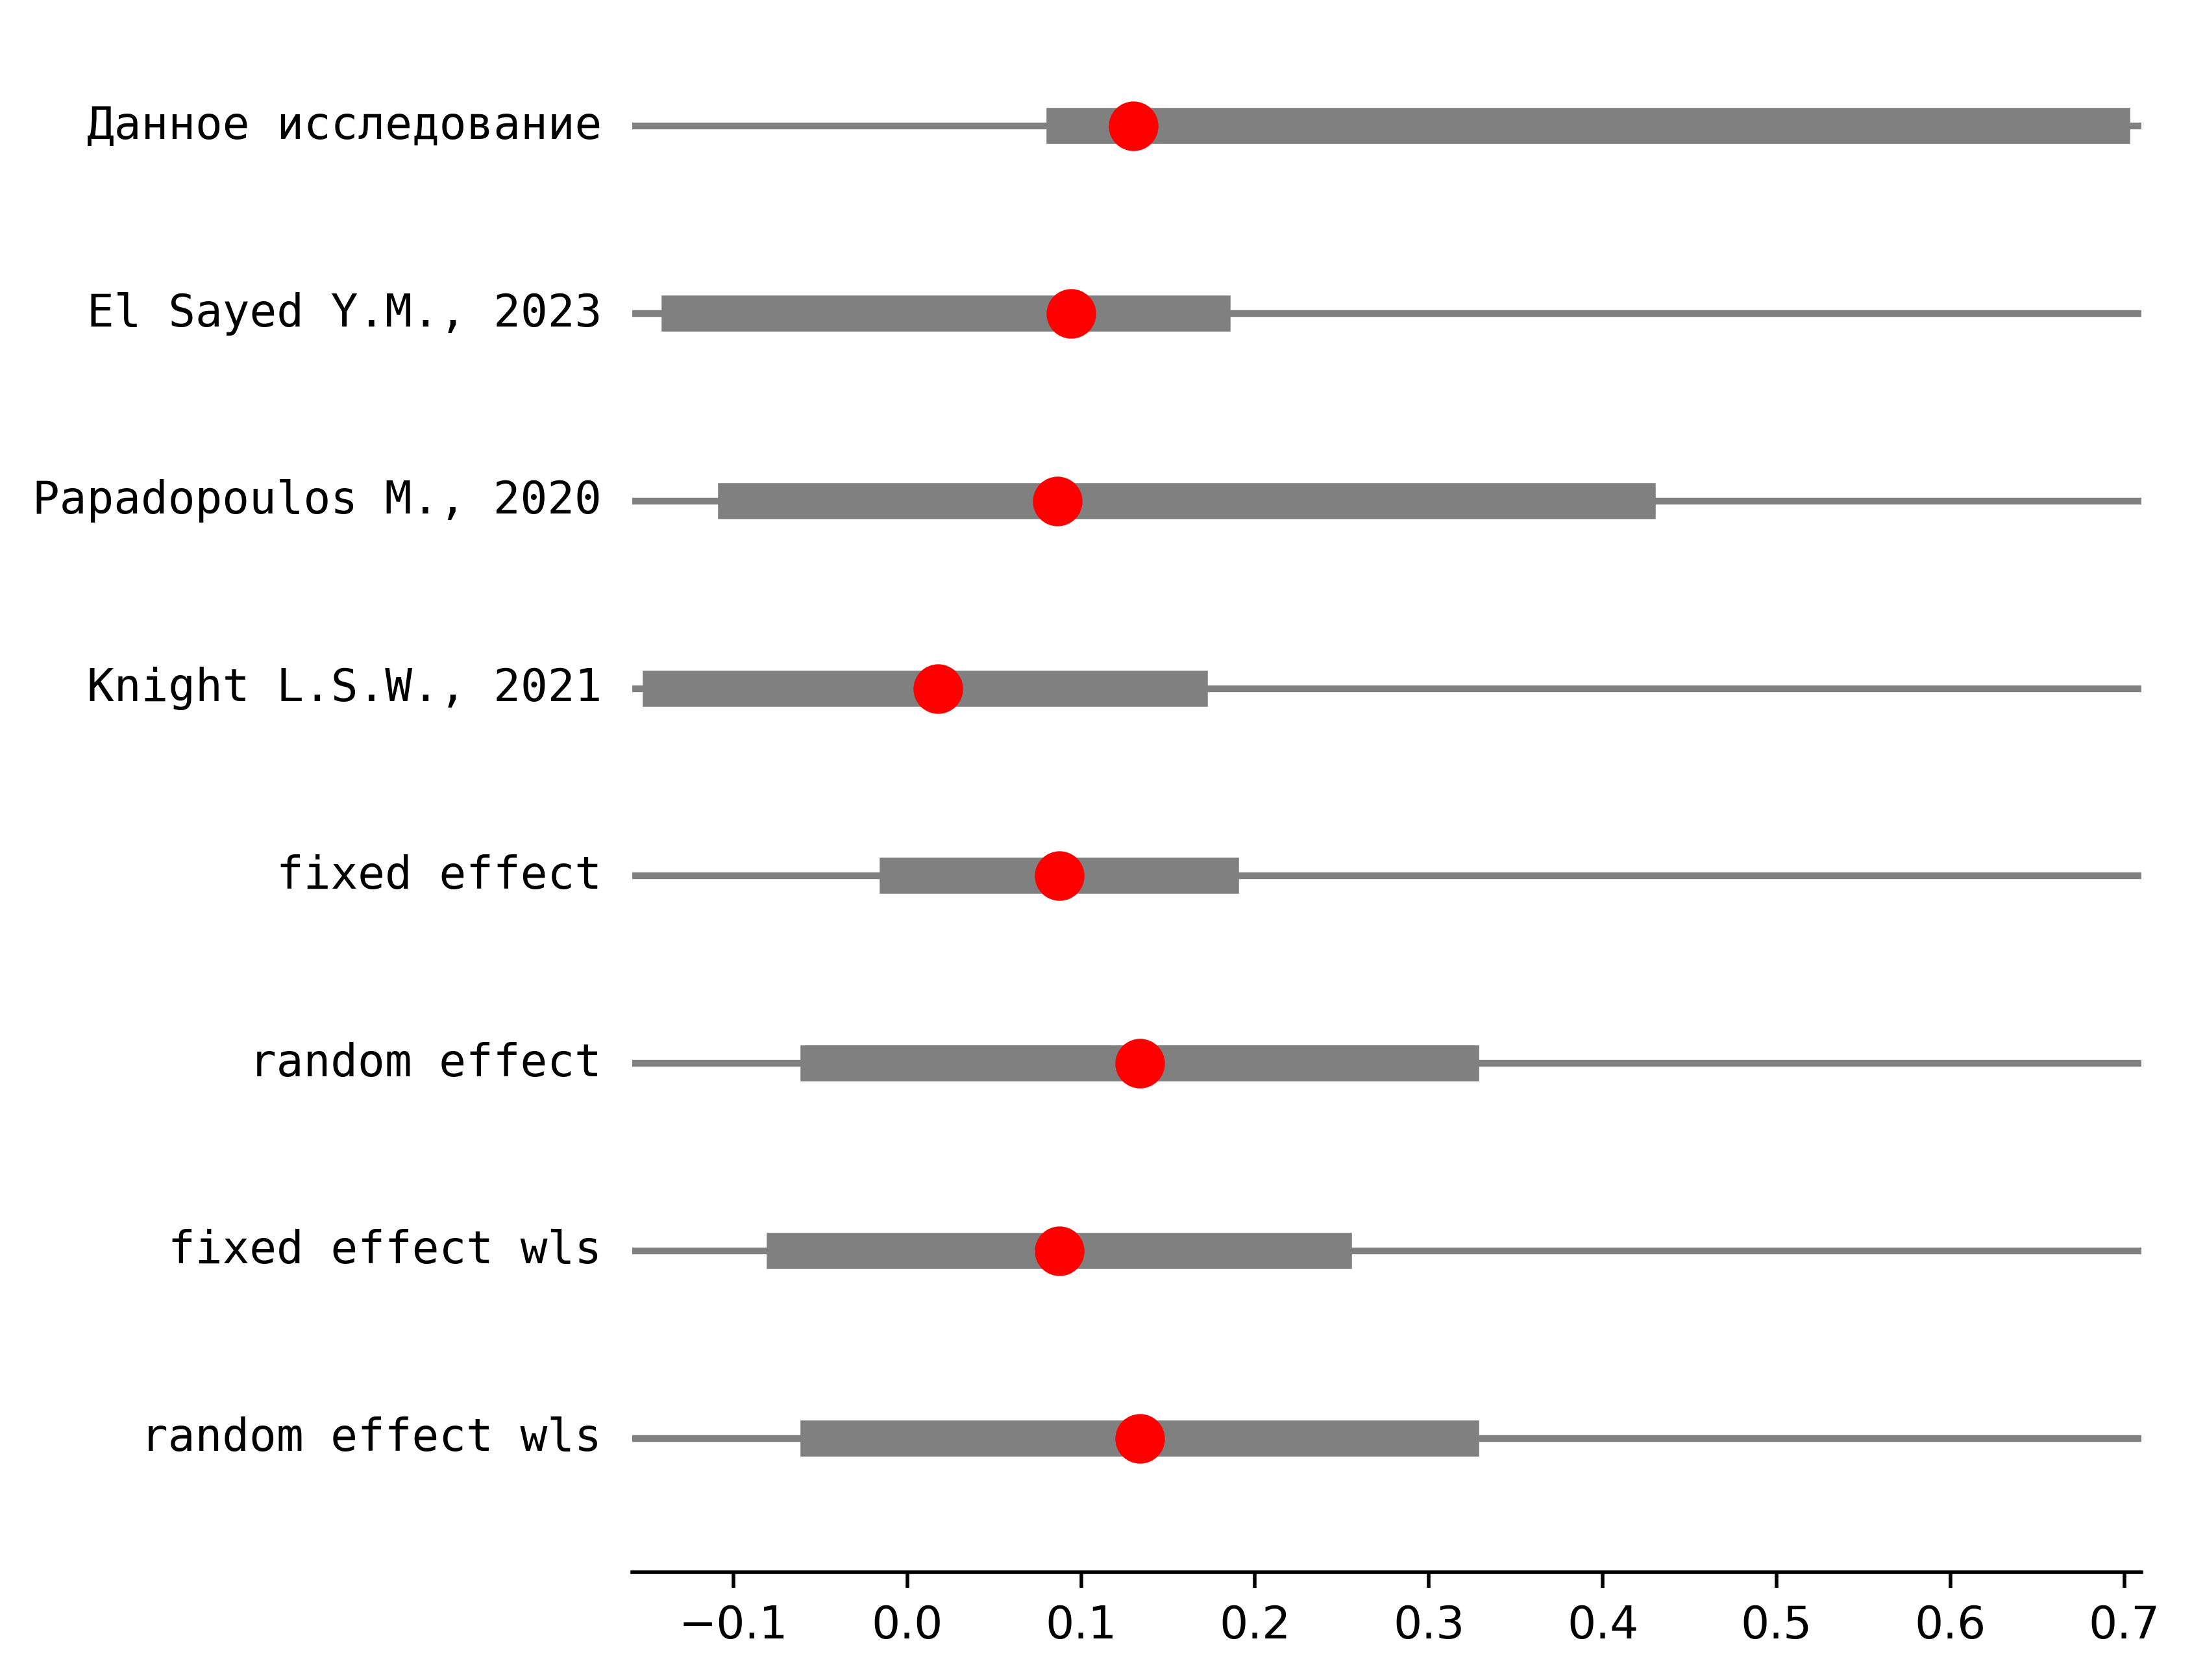 Данное исследование
El Sayed Y.M., 2023
Papadopoulos M., 2020
Knight L.S.W., 2021
fixed effect
random effect
fixed effect wls
random effect wls
−0.1 0.0 0.1 0.2 0.3 0.4 0.5 0.6 0.7